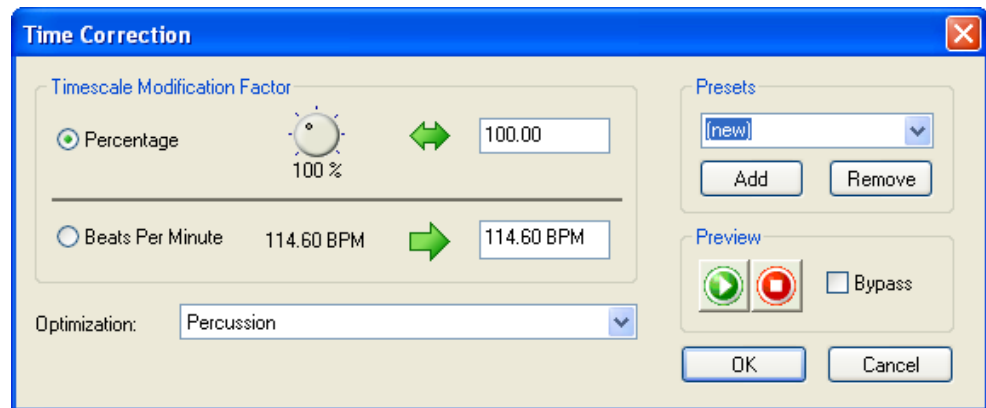 Time Correction
Timescale Modification Factor
Percentage
100 %
100.00
Beats Per Minute
114.60 BPM
114.60 BPM
Optimization:
Percussion
Presets
(new)
Add
Remove
Preview
Bypass
OK
Cancel